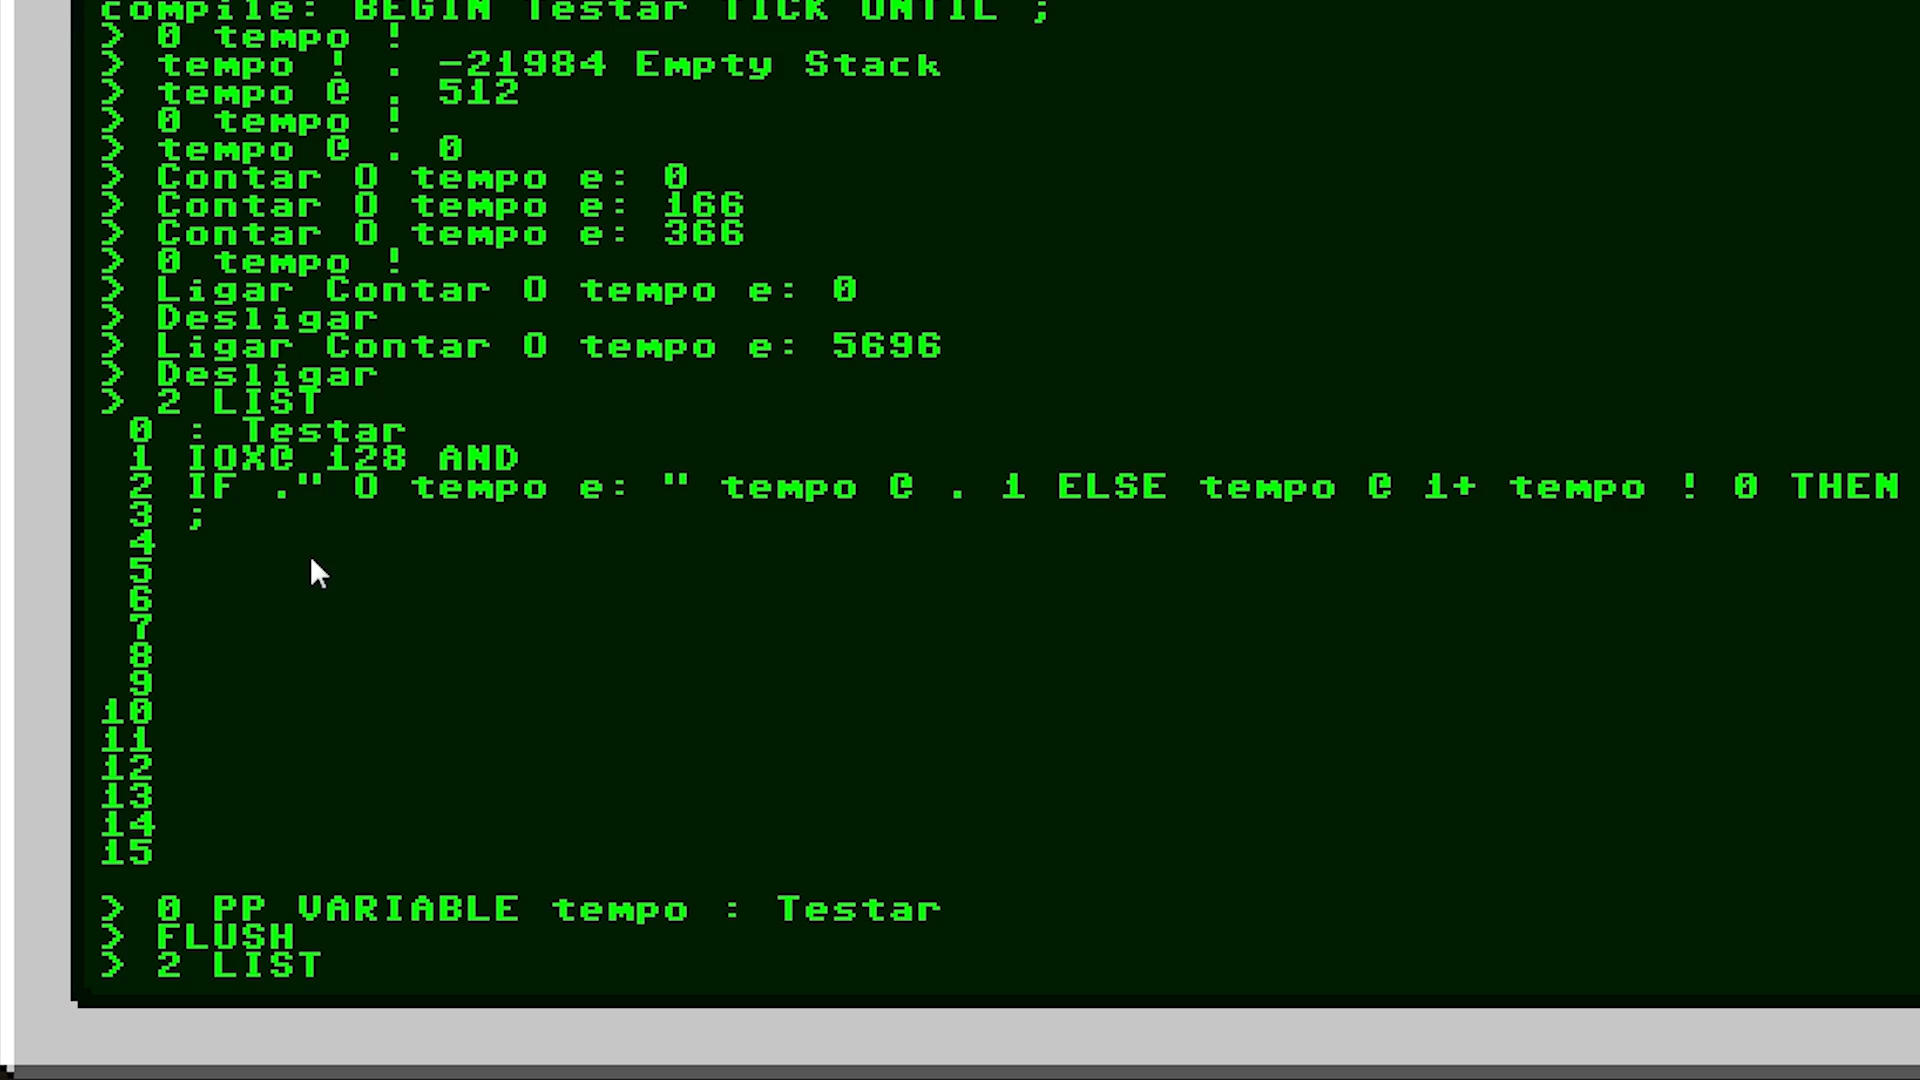 compile: BEGIN Testar TICK UNTIL ;
> 0 tempo !
> tempo ! . -21984 Empty Stack
> tempo @ . 512
> 0 tempo !
> tempo @ . 0
> Contar O tempo e: 0
> Contar O tempo e: 166
> Contar O tempo e: 366
> 0 tempo !
> Ligar Contar O tempo e: 0
> Desligar
> Ligar Contar O tempo e: 5696
> Desligar
> 2 LIST
0 : Testar
1 IOX@ 128 AND
2 IF ." O tempo e: " tempo @ . 1 ELSE tempo @ 1+ tempo ! 0 THEN
3 ;
4
5
6
7
8
9
10
11
12
13
14
15
> 0 PP VARIABLE tempo : Testar
> FLUSH
> 2 LIST